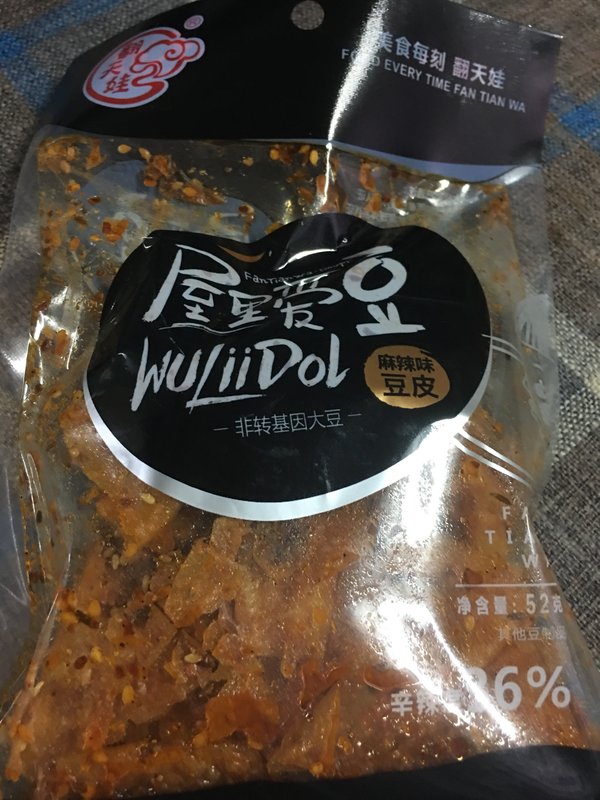 翻天娃
美食每刻 翻天娃
FOOD EVERY TIME FAN TIAN WA
屋里爱豆
WULiiDOL
麻辣味
豆皮
非转基因大豆
净含量:52克
辛辣